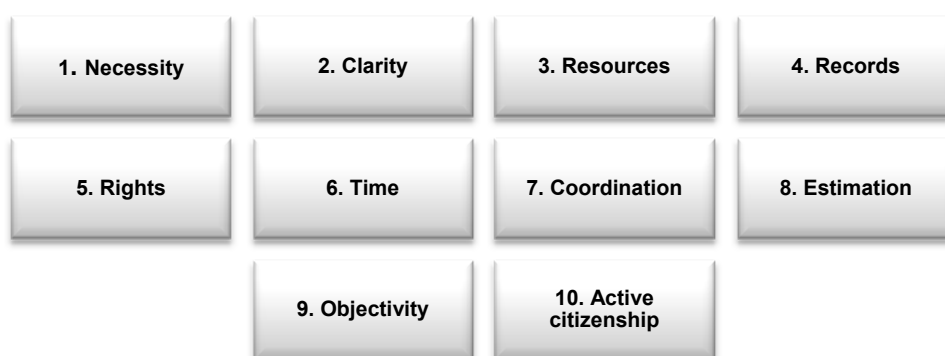 1. Necessity
2. Clarity
3. Resources
4. Records
5. Rights
6. Time
7. Coordination
8. Estimation
9. Objectivity
10. Active
citizenship